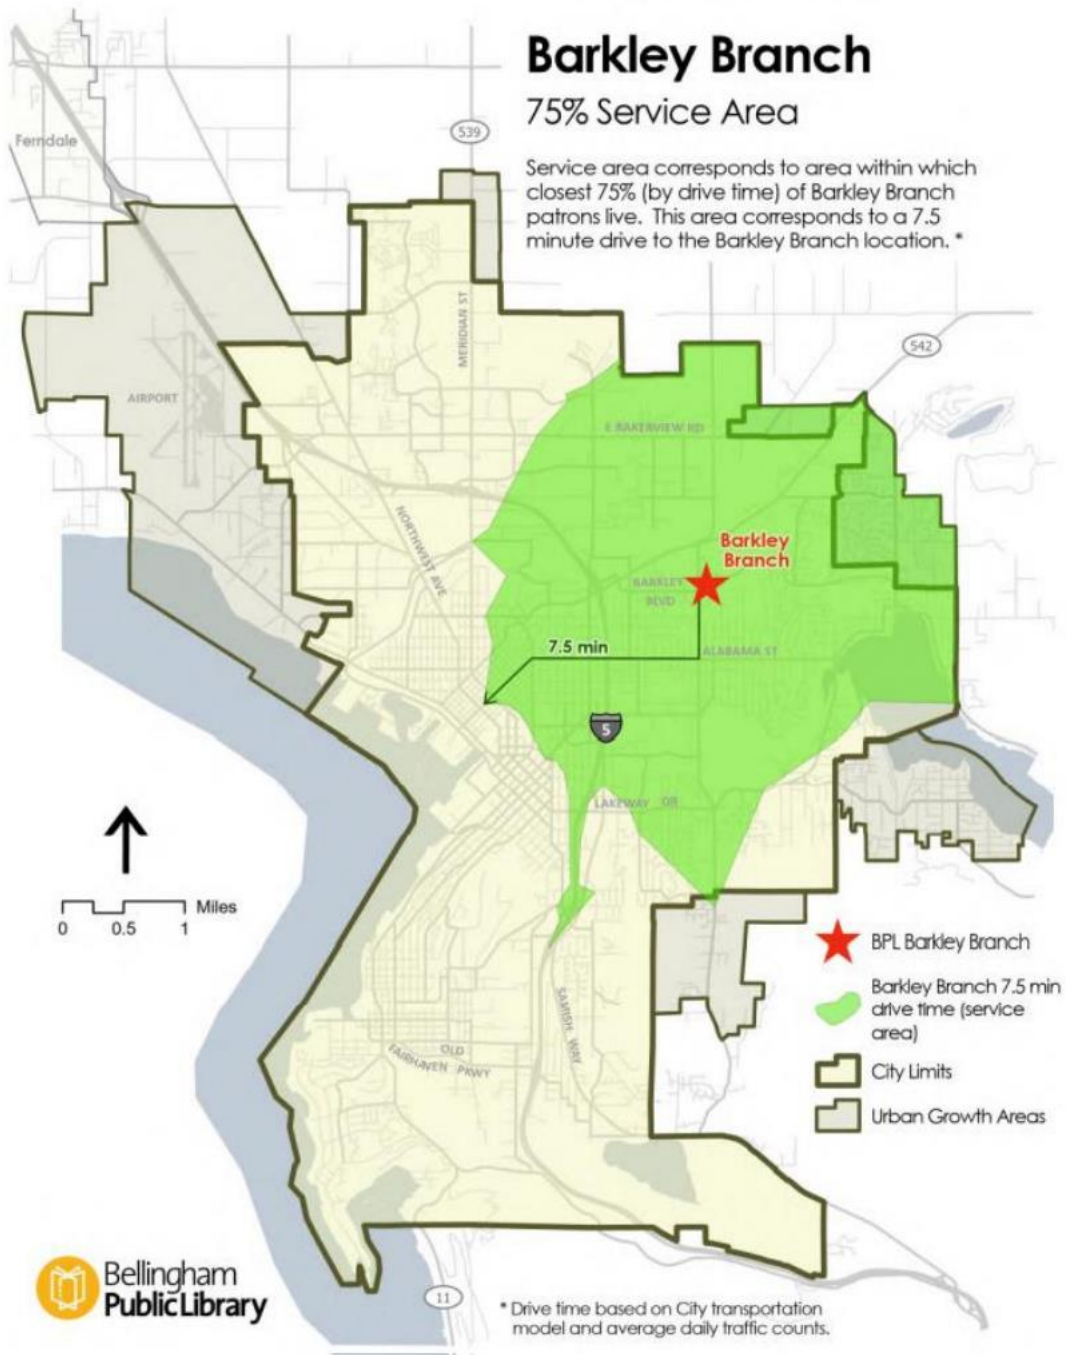 Barkley Branch
75% Service Area
Service area corresponds to area within which
closest 75% (by drive time) of Barkley Branch
patrons live. This area corresponds to a 7.5
minute drive to the Barkley Branch location. *
Ferndale
539
MERIDIAN ST
542
AIRPORT
E BAKERVIEW RD
NORTHWEST AVE
Barkley
Branch
BARKLEY
BLVD
7.5 min
ALABAMA ST
5
LAKEWAY DR
Miles
0 0.5 1
BPL Barkley Branch
Barkley Branch 7.5 min
drive time (service
area)
City Limits
Urban Growth Areas
SAMISH WAY
OLD
FAIRHAVEN PKWY
Bellingham
PublicLibrary
11
* Drive time based on City transportation
model and average daily traffic counts.